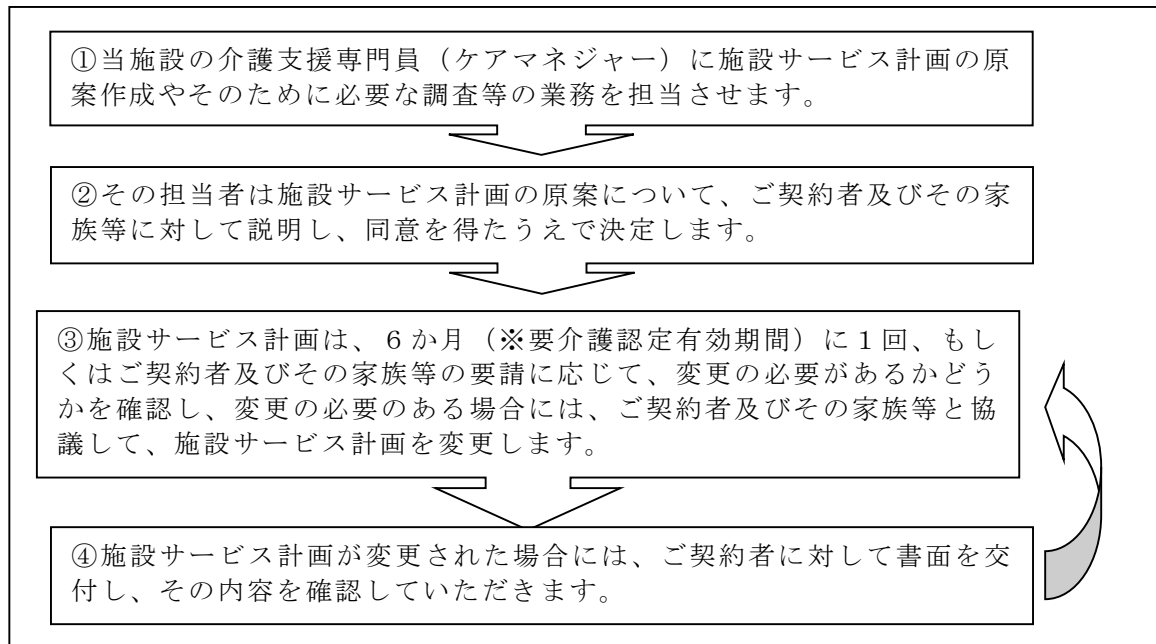 ①当施設の介護支援専門員（ケアマネジャー）に施設サービス計画の原
案作成やそのために必要な調査等の業務を担当させます。
②その担当者は施設サービス計画の原案について、ご契約者及びその家
族等に対して説明し、同意を得たうえで決定します。
③施設サービス計画は、６か月（※要介護認定有効期間）に１回、もし
くはご契約者及びその家族等の要請に応じて、変更の必要があるかどう
かを確認し、変更の必要のある場合には、ご契約者及びその家族等と協
議して、施設サービス計画を変更します。
④施設サービス計画が変更された場合には、ご契約者に対して書面を交
付し、その内容を確認していただきます。